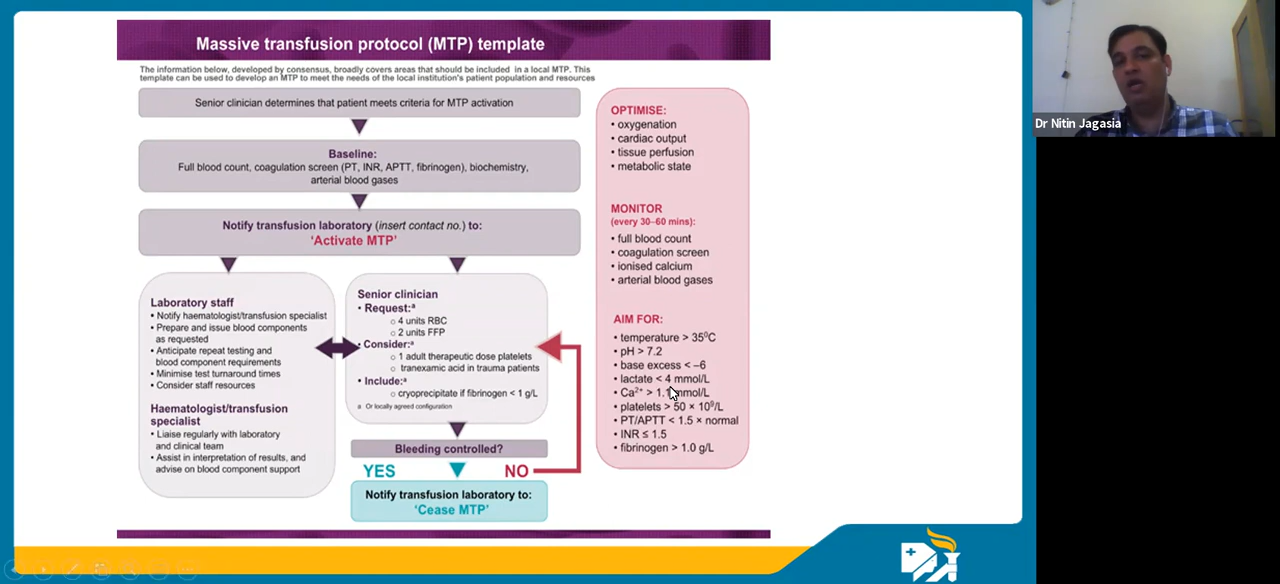 Massive transfusion protocol (MTP) template
The information below, developed by consensus, broadly covers areas that should be included in a local MTP. This
template can be used to develop an MTP to meet the needs of the local institution's patient population and resources
Senior clinician determines that patient meets criteria for MTP activation
Baseline:
Full blood count, coagulation screen (PT, INR, APTT, fibrinogen), biochemistry,
arterial blood gases
Notify transfusion laboratory (insert contact no.) to:
'Activate MTP'
Laboratory staff
• Notify haematologist/transfusion specialist
• Prepare and issue blood components
as requested
• Anticipate repeat testing and
blood component requirements
• Minimise test turnaround times
• Consider staff resources
Haematologist/transfusion
specialist
• Liaise regularly with laboratory
and clinical team
• Assist in interpretation of results, and
advise on blood component support
Senior clinician
• Request:ª
o 4 units RBC
o 2 units FFP
• Consider:ª
o 1 adult therapeutic dose platelets
o tranexamic acid in trauma patients
• Include:ª
o cryoprecipitate if fibrinogen < 1 g/L
a Or locally agreed configuration
Bleeding controlled?
YES NO
Notify transfusion laboratory to:
'Cease MTP'
OPTIMISE:
• oxygenation
• cardiac output
• tissue perfusion
• metabolic state
MONITOR
(every 30–60 mins):
• full blood count
• coagulation screen
• ionised calcium
• arterial blood gases
AIM FOR:
• temperature > 35⁰C
• pH > 7.2
• base excess < –6
• lactate < 4 mmol/L
• Ca²⁺ > 1.1 mmol/L
• platelets > 50 × 10⁹/L
• PT/APTT < 1.5 × normal
• INR ≤ 1.5
• fibrinogen > 1.0 g/L
Dr Nitin Jagasia